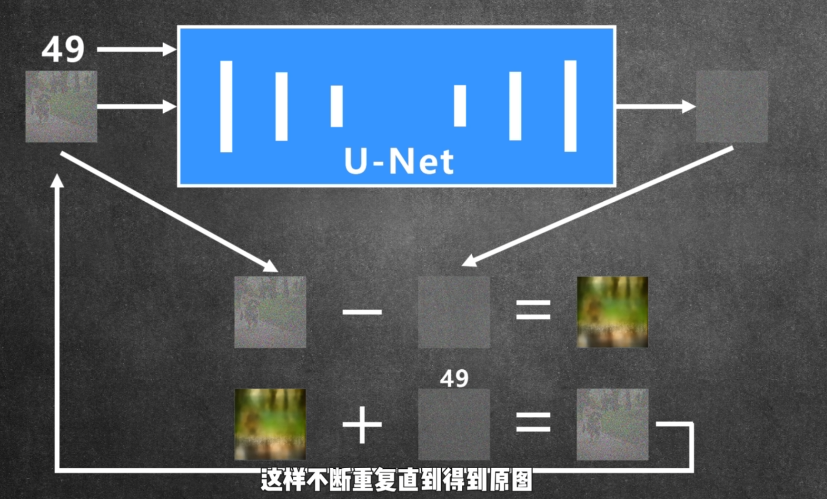 49
U-Net
− =
49
+ =
这样不断重复直到得到原图